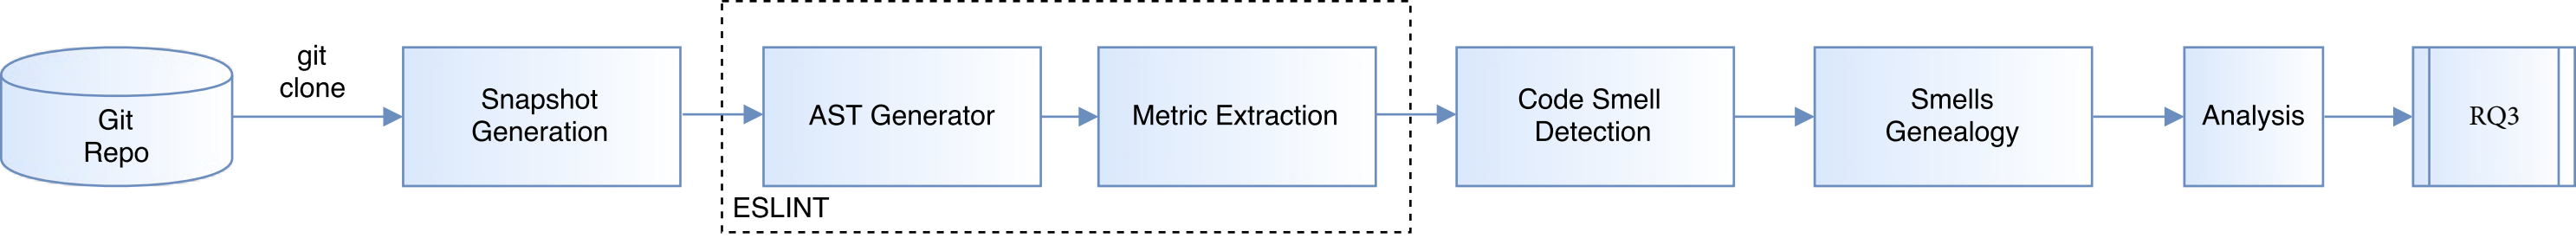 Git
Repo
git
clone
Snapshot
Generation
AST Generator
Metric Extraction
ESLINT
Code Smell
Detection
Smells
Genealogy
Analysis
RQ3